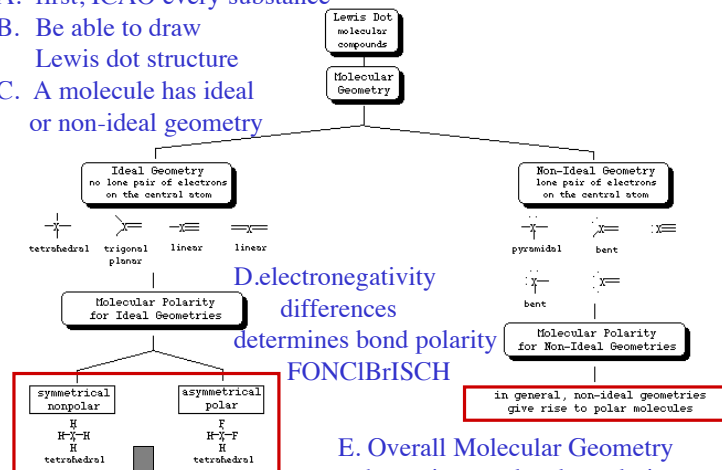 A. first, ICAO every substance
B. Be able to draw
Lewis dot structure
C. A molecule has ideal
or non-ideal geometry
Lewis Dot
molecular
compounds
Molecular
Geometry
Ideal Geometry
no lone pair of electrons
on the central atom
Non-Ideal Geometry
lone pair of electrons
on the central atom
X X X X
tetrahedral trigonal planar linear linear
X X X
pyramidal bent
X X
bent
D.electronegativity
differences
determines bond polarity
FONClBrISCH
Molecular Polarity
for Ideal Geometries
Molecular Polarity
for Non-Ideal Geometries
symmetrical
nonpolar
H
H-X-H
H
tetrahedral
asymmetrical
polar
F
H-X-F
H
tetrahedral
in general, non-ideal geometries
give rise to polar molecules
E. Overall Molecular Geometry